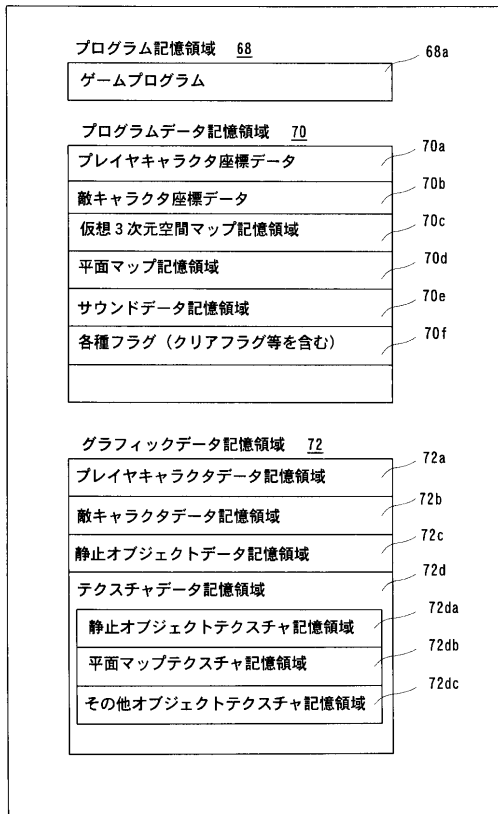 プログラム記憶領域 68
68a
ゲームプログラム
プログラムデータ記憶領域 70
70a
プレイヤキャラクタ座標データ
70b
敵キャラクタ座標データ
70c
仮想3次元空間マップ記憶領域
70d
平面マップ記憶領域
70e
サウンドデータ記憶領域
70f
各種フラグ(クリアフラグ等を含む)
グラフィックデータ記憶領域 72
72a
プレイヤキャラクタデータ記憶領域
72b
敵キャラクタデータ記憶領域
72c
静止オブジェクトデータ記憶領域
72d
テクスチャデータ記憶領域
72da
静止オブジェクトテクスチャ記憶領域
72db
平面マップテクスチャ記憶領域
72dc
その他オブジェクトテクスチャ記憶領域